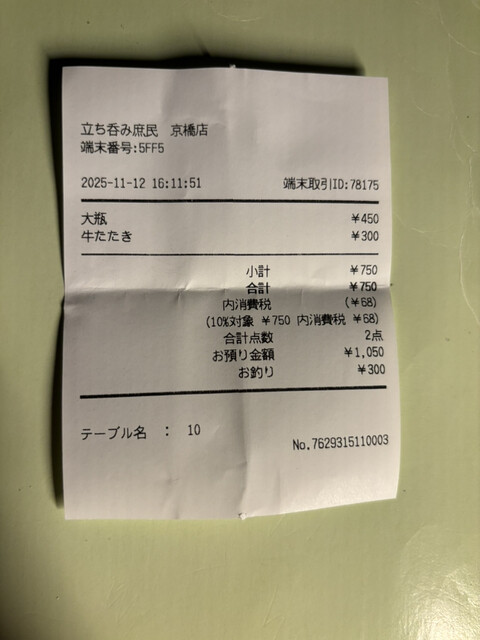 立ち呑み庶民 京橋店
端末番号:5FF5
2025-11-12 16:11:51 端末取引ID:78175
大瓶 ¥450
牛たたき ¥300
小計 ¥750
合計 ¥750
内消費税 (¥68)
(10%対象 ¥750 内消費税 ¥68)
合計点数 2点
お預り金額 ¥1,050
お釣り ¥300
テーブル名 : 10
No.7629315110003